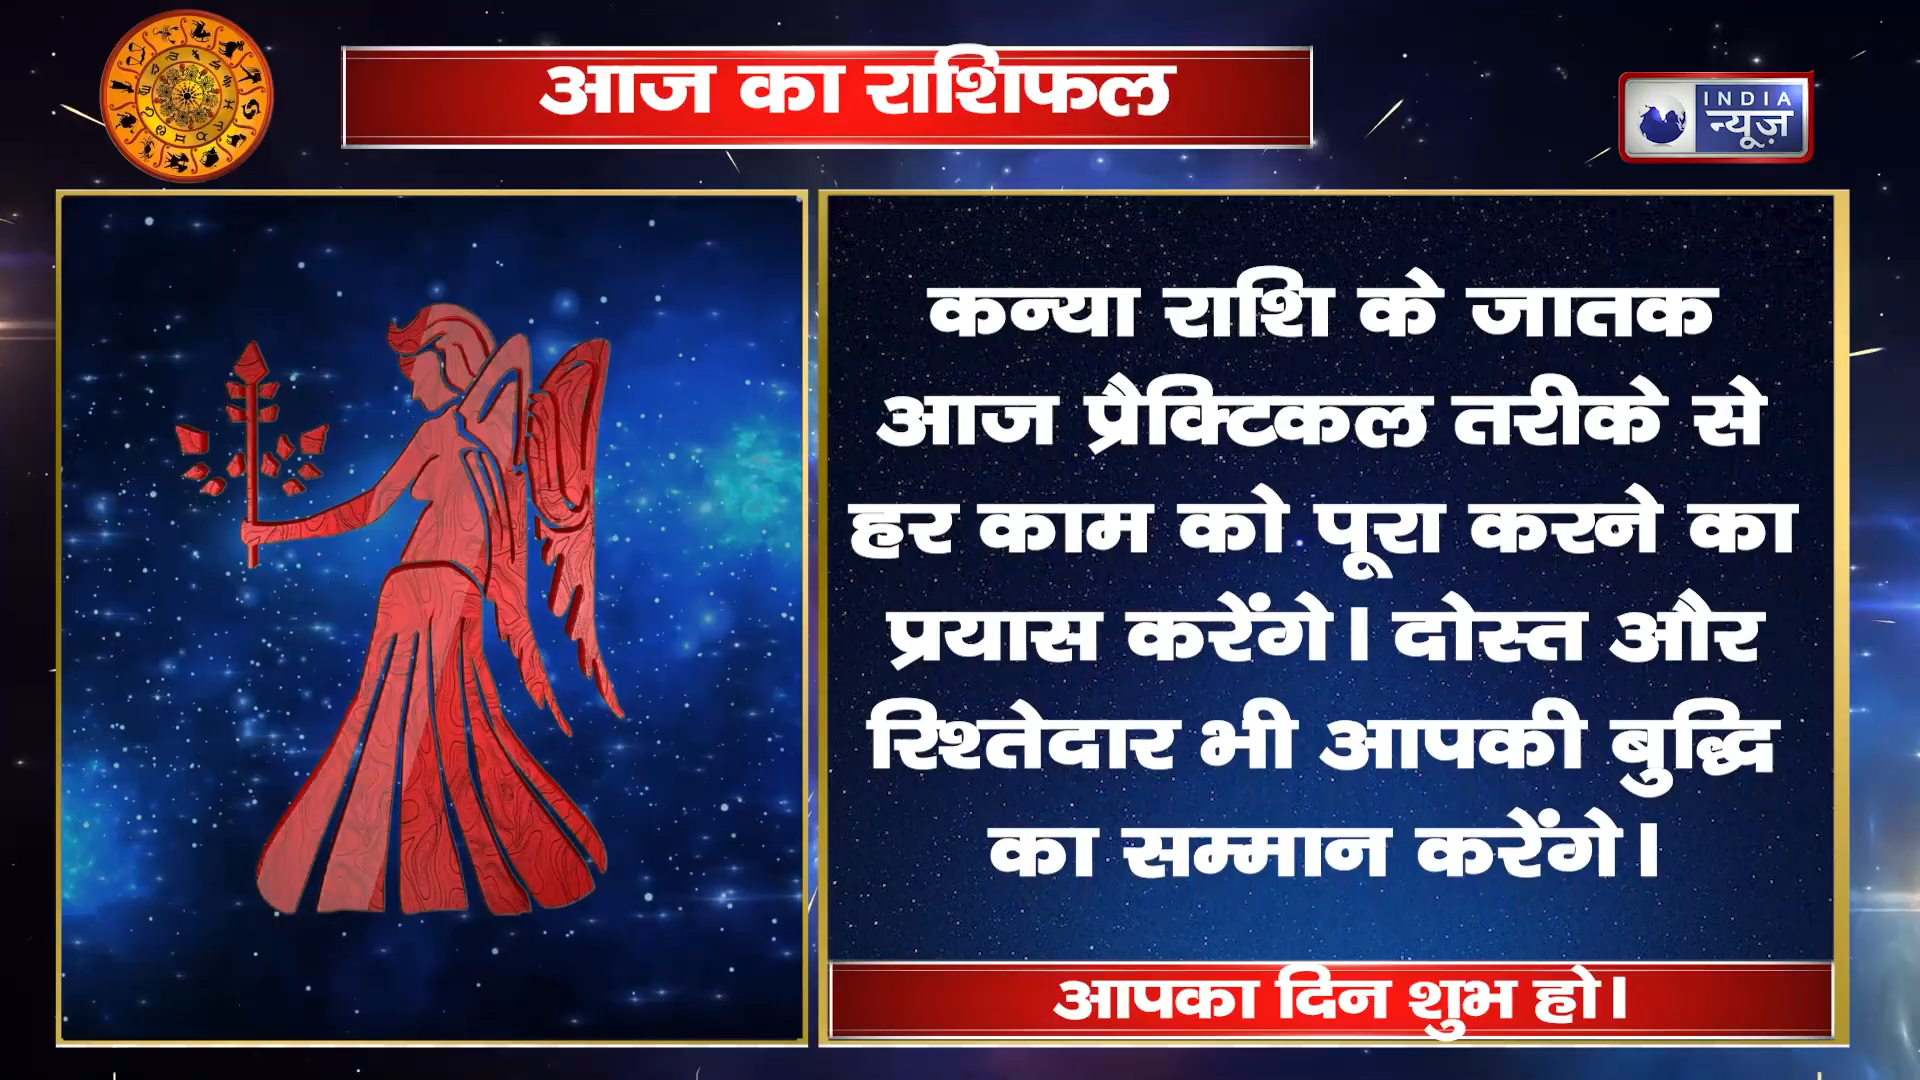 आज का राशिफल
INDIA
न्यूज़
कन्या राशि के जातक
आज प्रैक्टिकल तरीके से
हर काम को पूरा करने का
प्रयास करेंगे। दोस्त और
रिश्तेदार भी आपकी बुद्धि
का सम्मान करेंगे।
आपका दिन शुभ हो।